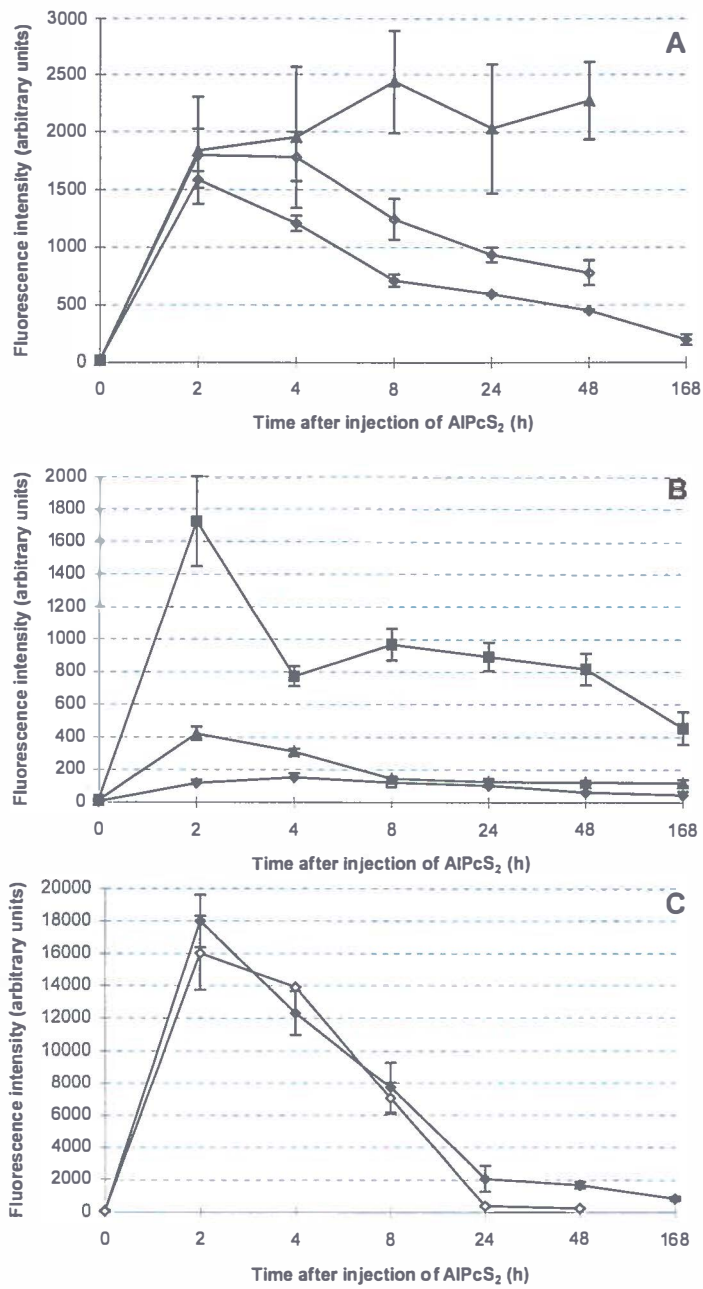 A
Fluorescence intensity (arbitrary units)
3000
2500
2000
1500
1000
500
0
0 2 4 8 24 48 168
Time after injection of AlPcS₂ (h)
B
Fluorescence intensity (arbitrary units)
2000
1800
1600
1400
1200
1000
800
600
400
200
0
0 2 4 8 24 48 168
Time after injection of AlPcS₂ (h)
C
Fluorescence intensity (arbitrary units)
20000
18000
16000
14000
12000
10000
8000
6000
4000
2000
0
0 2 4 8 24 48 168
Time after injection of AlPcS₂ (h)